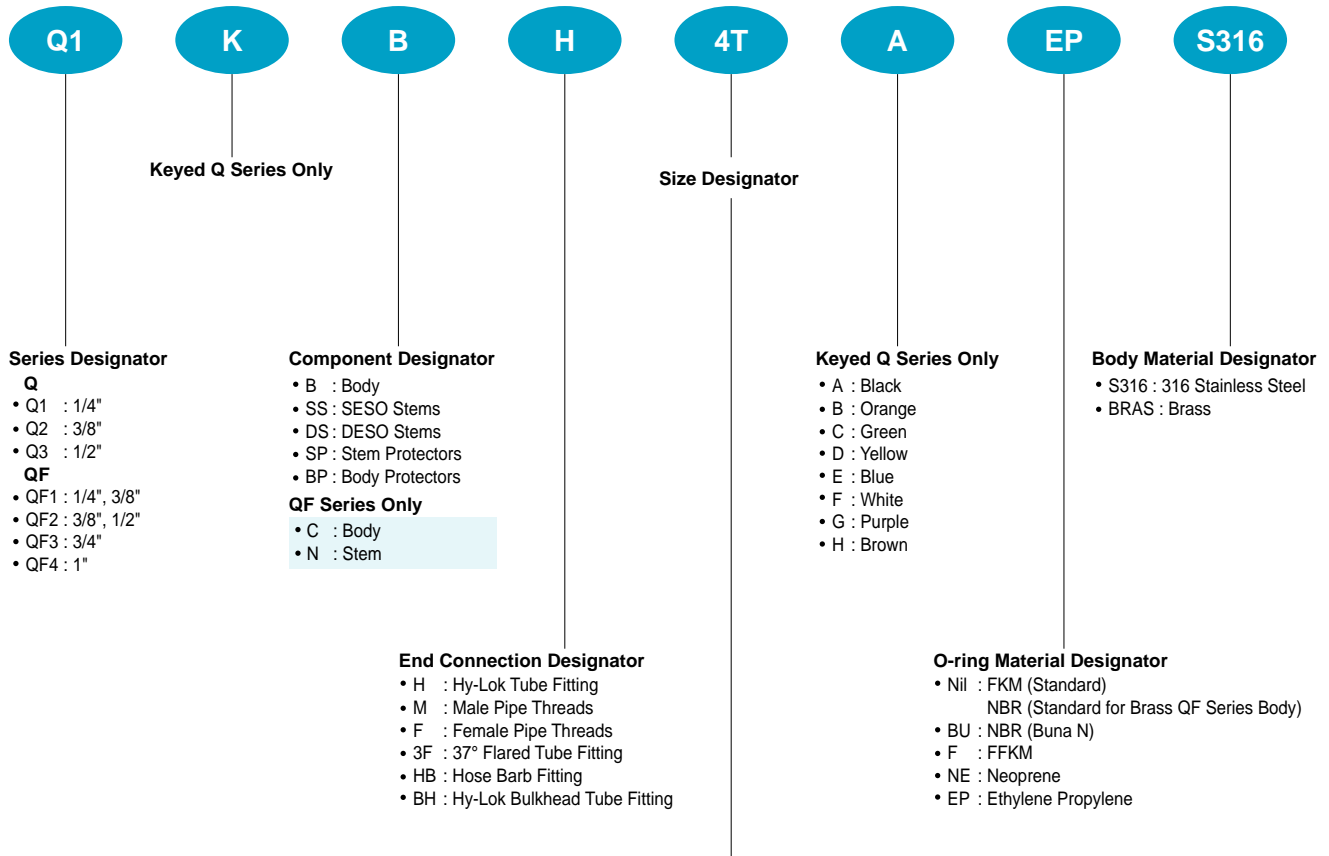 Q1 K B H 4T A EP S316
Keyed Q Series Only
Size Designator
Series Designator
Q
• Q1 : 1/4"
• Q2 : 3/8"
• Q3 : 1/2"
QF
• QF1 : 1/4", 3/8"
• QF2 : 3/8", 1/2"
• QF3 : 3/4"
• QF4 : 1"
Component Designator
• B : Body
• SS : SESO Stems
• DS : DESO Stems
• SP : Stem Protectors
• BP : Body Protectors
QF Series Only
• C : Body
• N : Stem
Keyed Q Series Only
• A : Black
• B : Orange
• C : Green
• D : Yellow
• E : Blue
• F : White
• G : Purple
• H : Brown
Body Material Designator
• S316 : 316 Stainless Steel
• BRAS : Brass
End Connection Designator
• H : Hy-Lok Tube Fitting
• M : Male Pipe Threads
• F : Female Pipe Threads
• 3F : 37° Flared Tube Fitting
• HB : Hose Barb Fitting
• BH : Hy-Lok Bulkhead Tube Fitting
O-ring Material Designator
• Nil : FKM (Standard)
NBR (Standard for Brass QF Series Body)
• BU : NBR (Buna N)
• F : FFKM
• NE : Neoprene
• EP : Ethylene Propylene